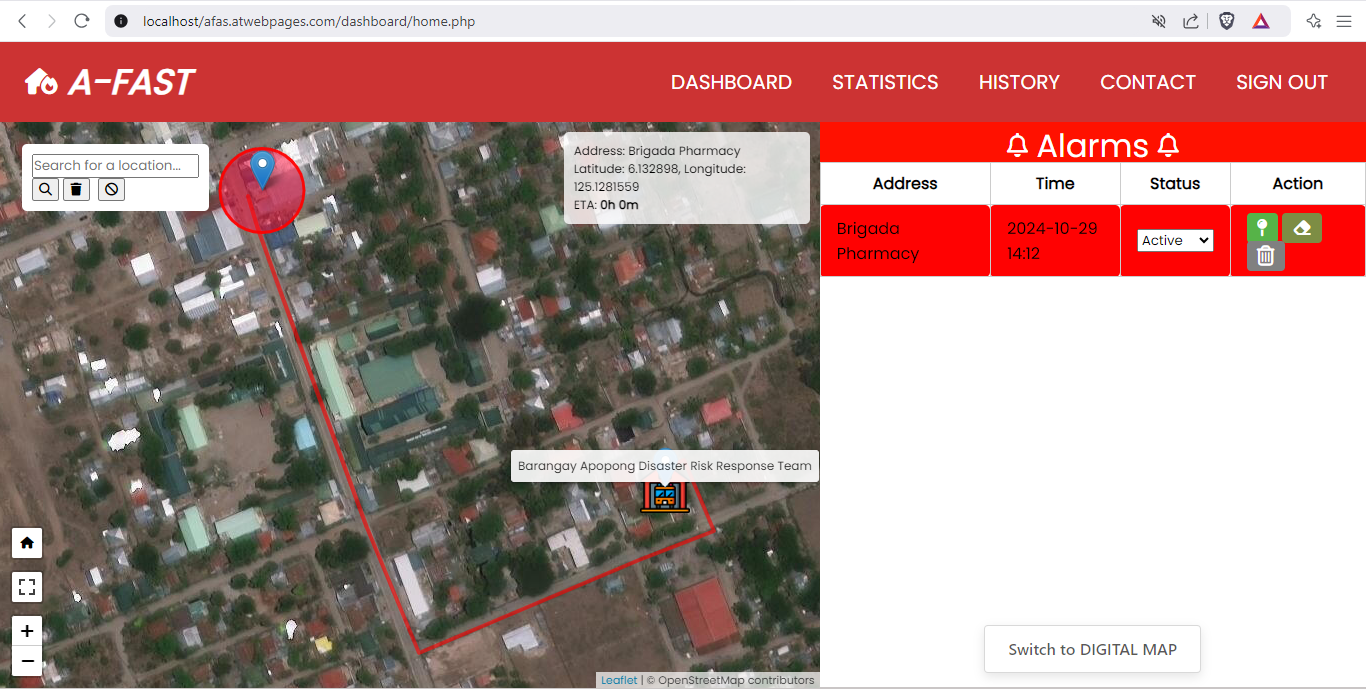 localhost/afas.atwebpages.com/dashboard/home.php
A-FAST
DASHBOARD
STATISTICS
HISTORY
CONTACT
SIGN OUT
Search for a location...
Address: Brigada Pharmacy
Latitude: 6.132898, Longitude:
125.1281559
ETA: 0h 0m
Barangay Apopong Disaster Risk Response Team
+
−
Leaflet | © OpenStreetMap contributors
Alarms
Address
Time
Status
Action
Brigada
Pharmacy
2024-10-29
14:12
Active
Switch to DIGITAL MAP